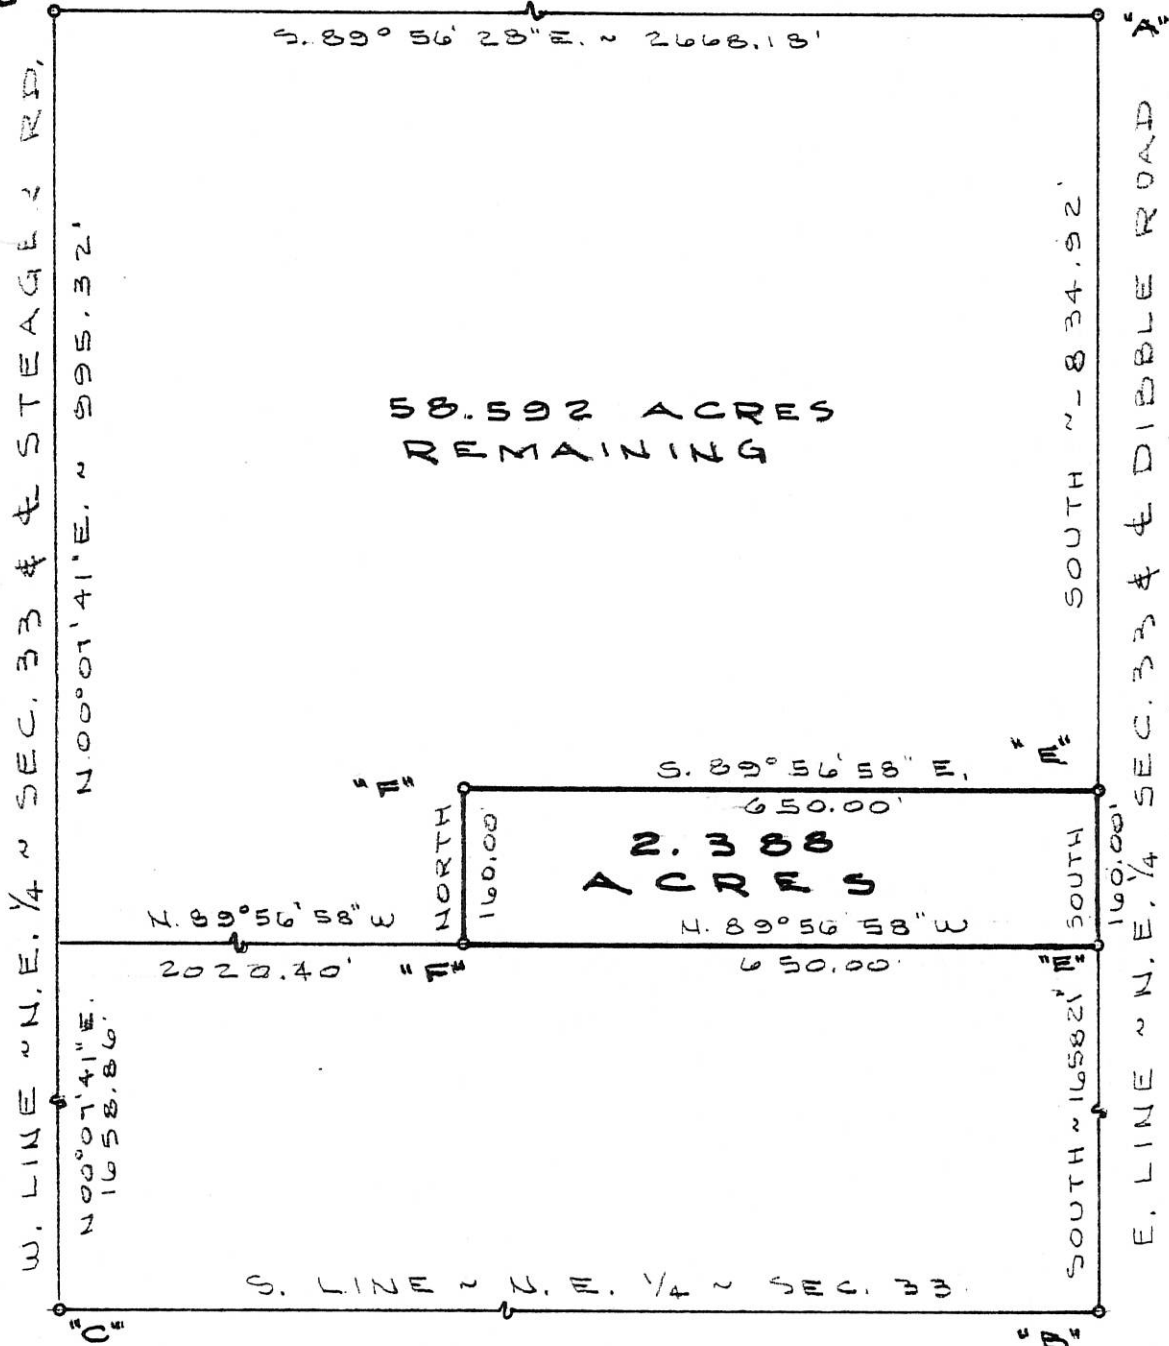 "A"
S. 89° 56' 28" E. ~ 2668.18'
W. LINE ~ N.E. 1/4 ~ SEC. 33 & ℄ STEAGALL RD.
N. 00° 07' 41" E. ~ 995.32'
58.592 ACRES
REMAINING
SOUTH ~ 834.92'
E. LINE ~ N.E. 1/4 SEC. 33 & ℄ DIBBLE ROAD
"E"
"F"
S. 89° 56' 58" E.
650.00'
NORTH
160.00'
2.388
ACRES
SOUTH
160.00'
N. 89° 56' 58" W
2020.40'
N. 89° 56' 58" W
650.00'
"F"
"E"
N 00° 07' 41" E.
1658.86'
SOUTH ~ 1658.21'
S. LINE ~ N.E. 1/4 ~ SEC. 33
"C"
"B"